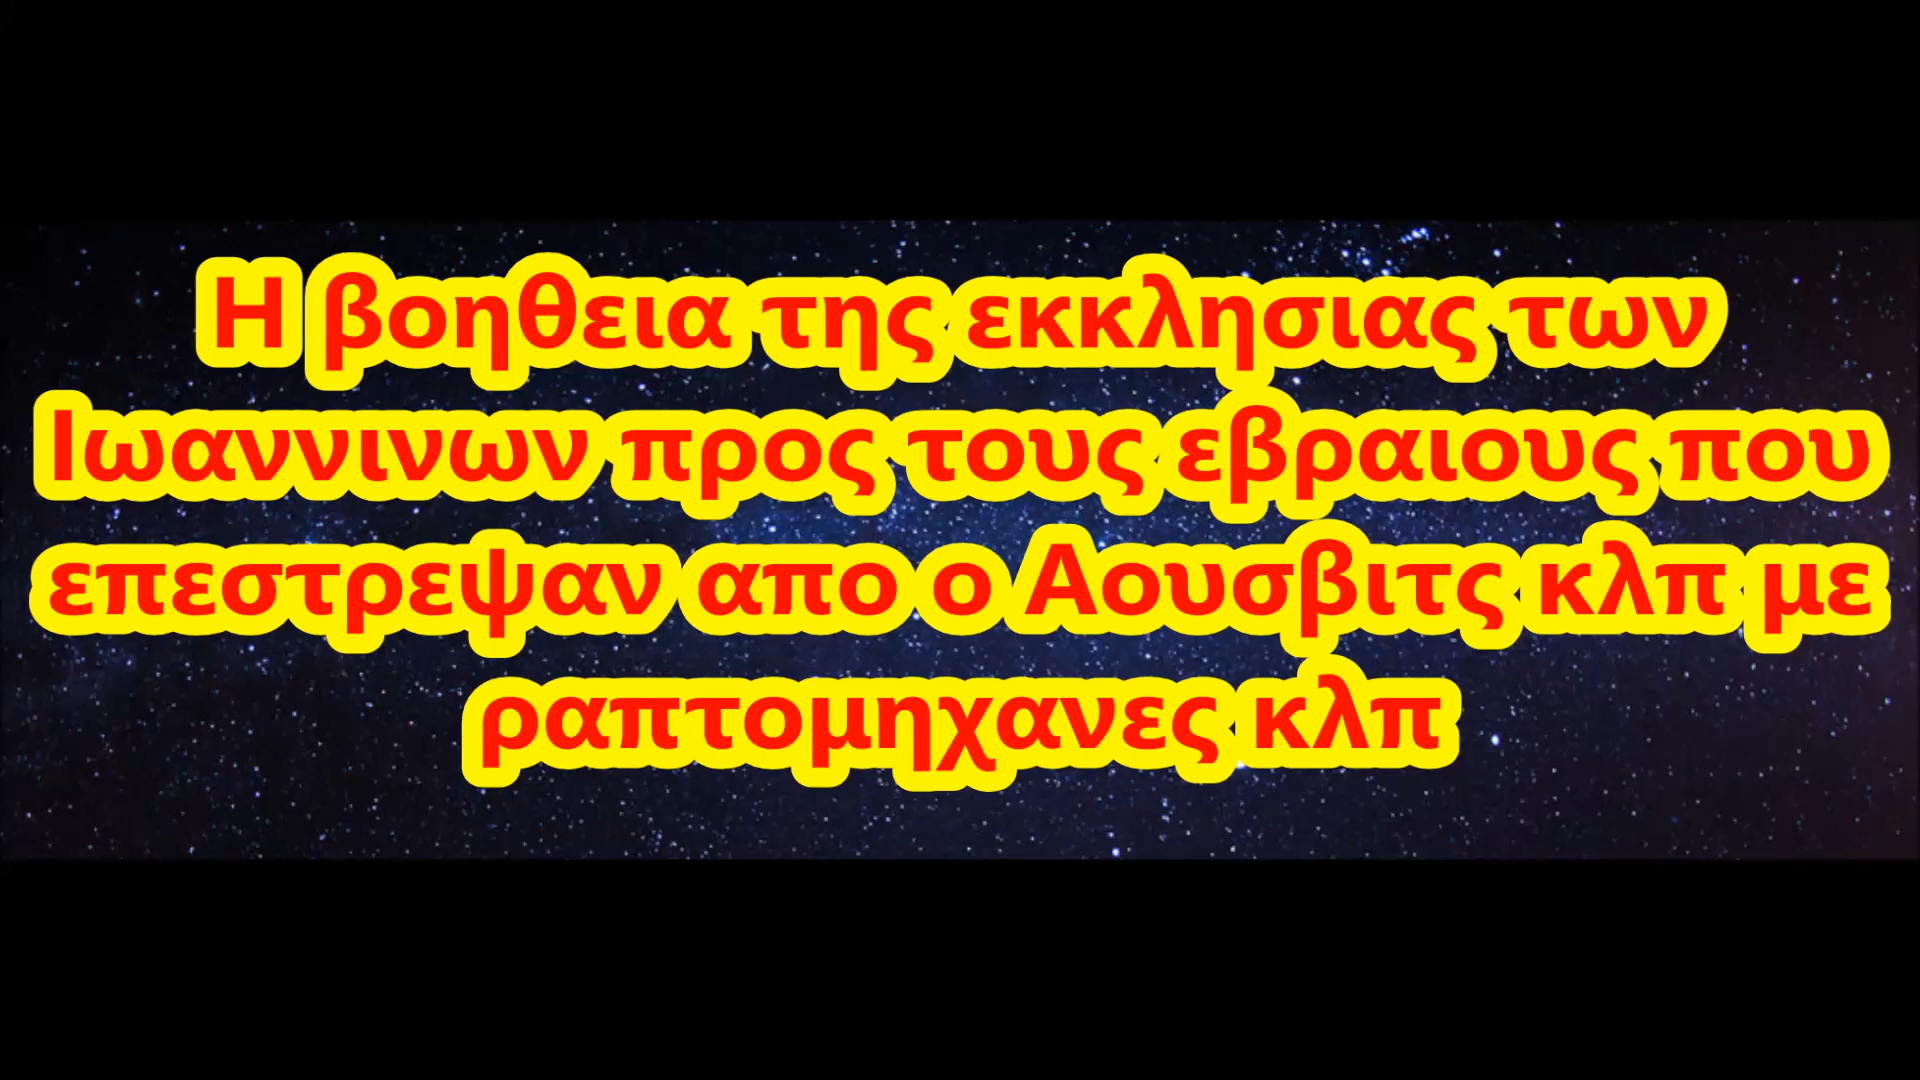 Η βοηθεια της εκκλησιας των
Ιωαννινων προς τους εβραιους που
επεστρεψαν απο ο Αουσβιτς κλπ με
ραπτομηχανες κλπ